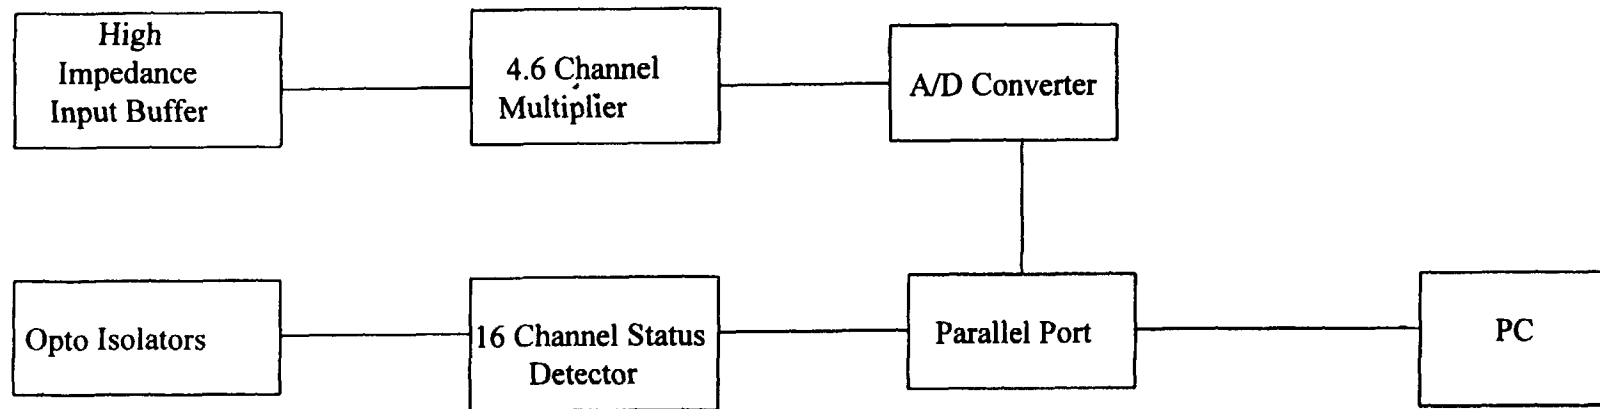 High
Impedance
Input Buffer
4.6 Channel
Multiplier
A/D Converter
Opto Isolators
16 Channel Status
Detector
Parallel Port
PC